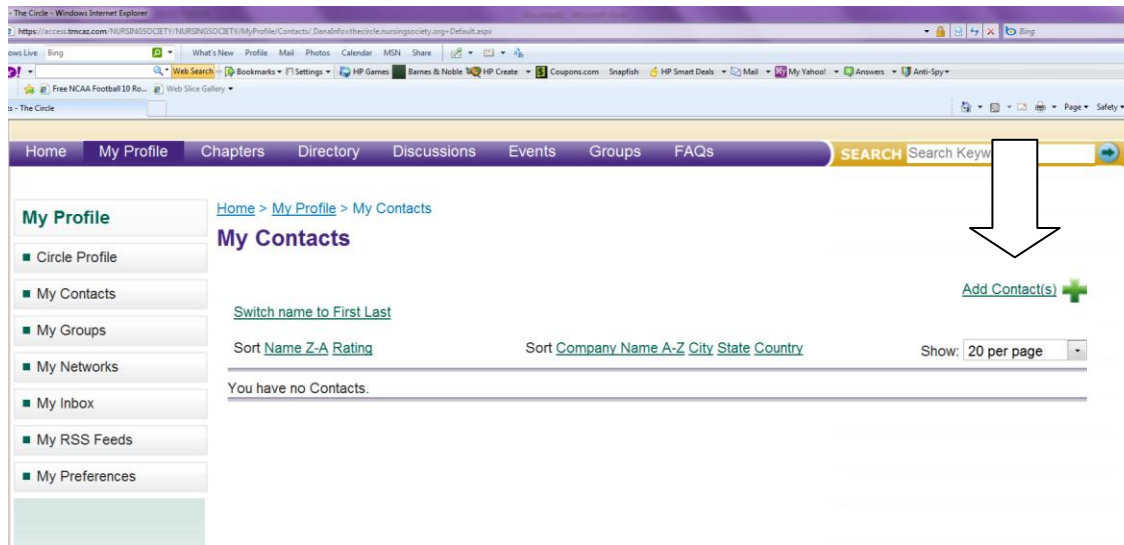 - The Circle - Windows Internet Explorer
https://access.tmcaz.com/NURSINGSOCIETY/NURSINGSOCIETY/MyProfile/Contacts/,DanaInfo=thecircle.nursingsociety.org+Default.aspx
Bing
ows Live Bing What's New Profile Mail Photos Calendar MSN Share
Web Search Bookmarks Settings HP Games Barnes & Noble HP Create Coupons.com Snapfish HP Smart Deals Mail My Yahoo! Answers Anti-Spy
Free NCAA Football 10 Ro... Web Slice Gallery
s - The Circle Page Safety
Home My Profile Chapters Directory Discussions Events Groups FAQs SEARCH Search Keyw
My Profile
Circle Profile
My Contacts
My Groups
My Networks
My Inbox
My RSS Feeds
My Preferences
Home > My Profile > My Contacts
My Contacts
Add Contact(s)
Switch name to First Last
Sort Name Z-A Rating Sort Company Name A-Z City State Country Show: 20 per page
You have no Contacts.